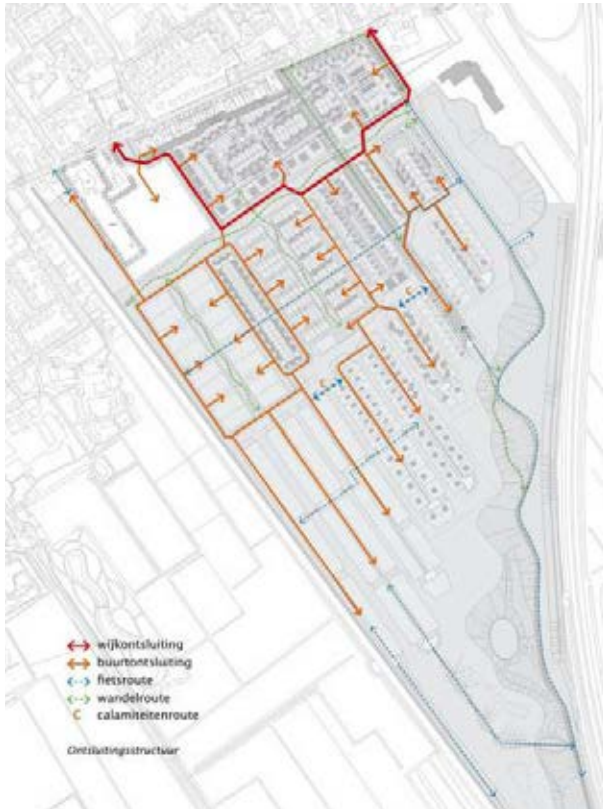 C
C
wijkontsluiting
buurtontsluiting
fietsroute
wandelroute
C calamiteitenroute
Ontsluitingsstructuur